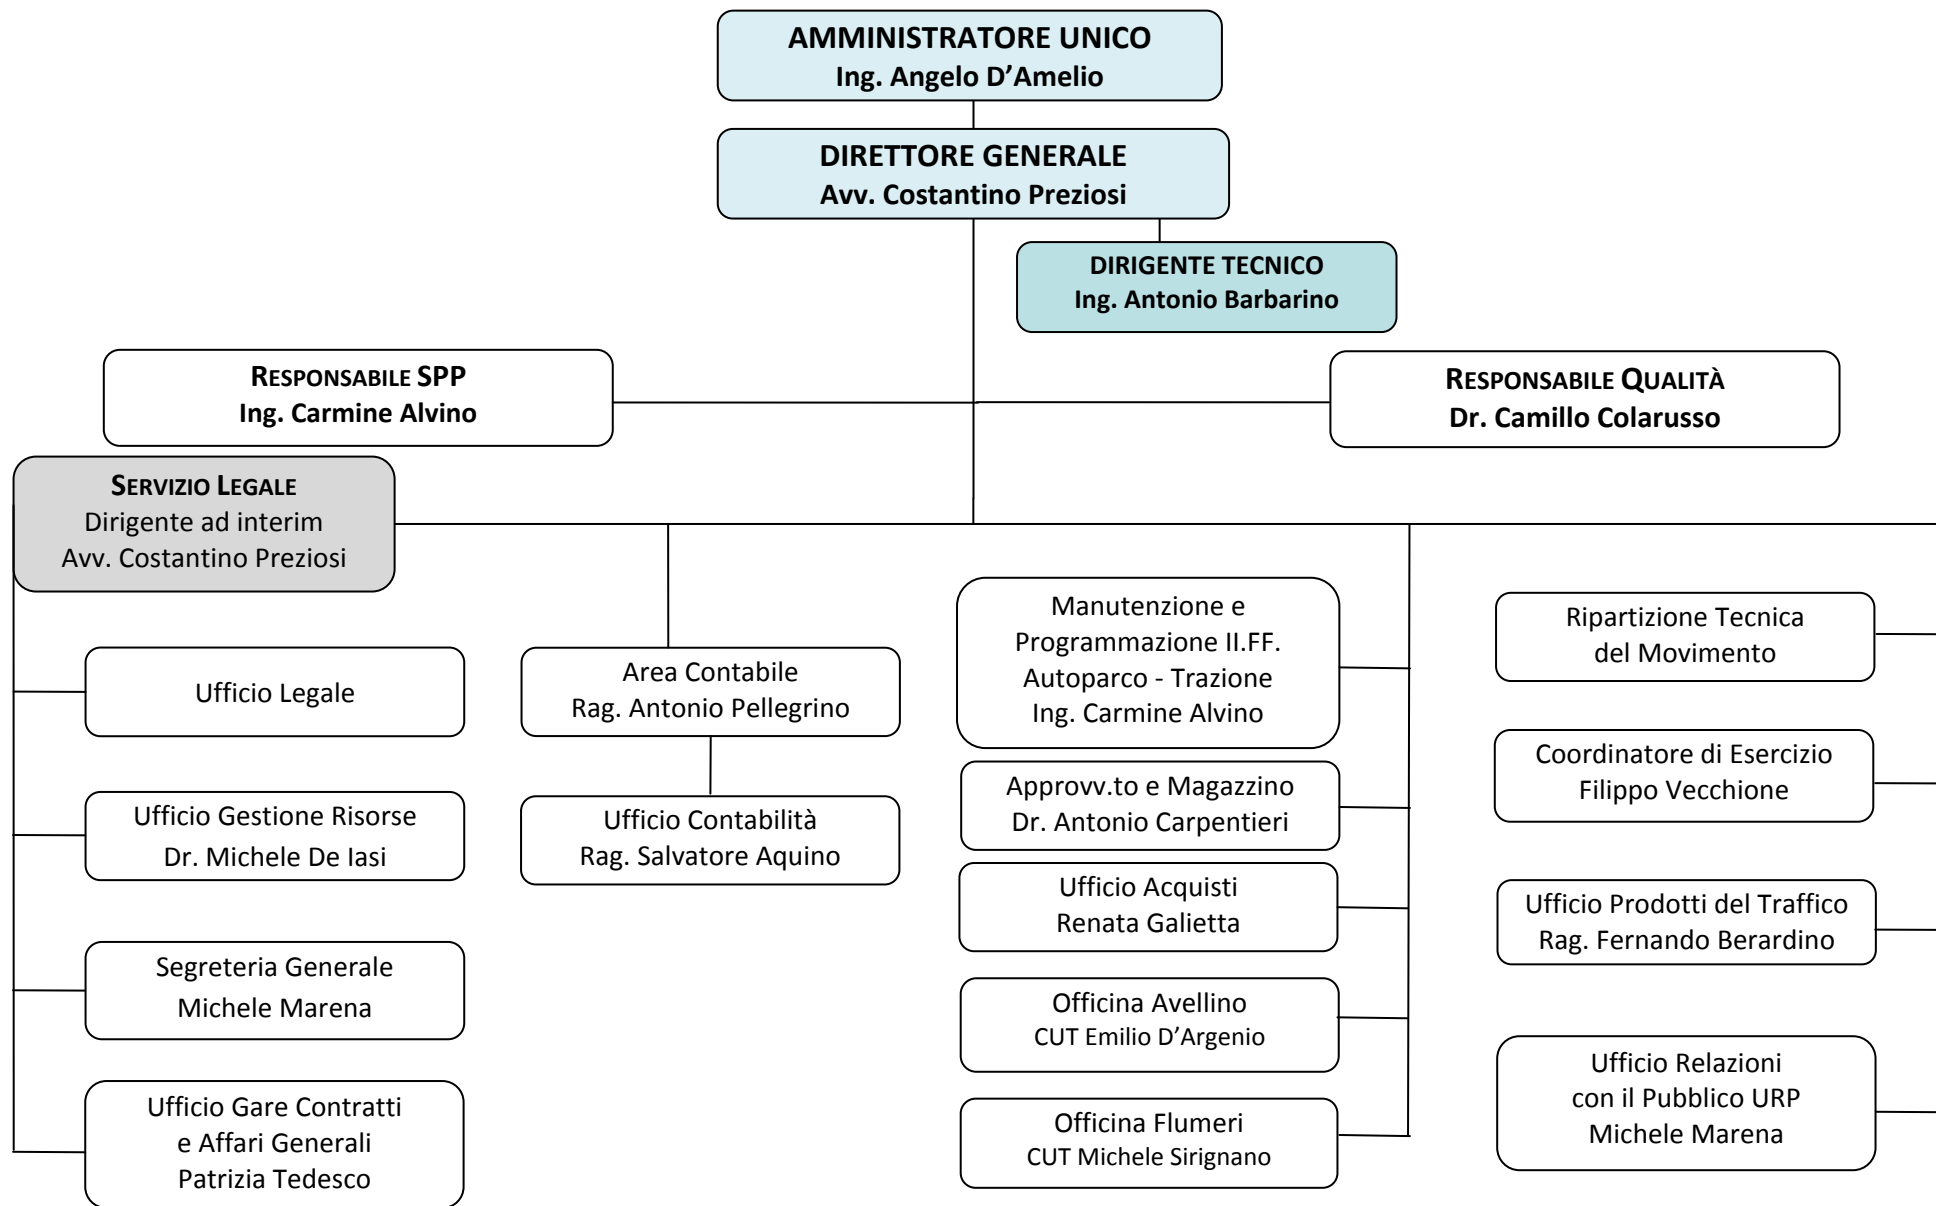 AMMINISTRATORE UNICO
Ing. Angelo D’Amelio
DIRETTORE GENERALE
Avv. Costantino Preziosi
DIRIGENTE TECNICO
Ing. Antonio Barbarino
RESPONSABILE SPP
Ing. Carmine Alvino
RESPONSABILE QUALITÀ
Dr. Camillo Colarusso
SERVIZIO LEGALE
Dirigente ad interim
Avv. Costantino Preziosi
Ufficio Legale
Ufficio Gestione Risorse
Dr. Michele De Iasi
Segreteria Generale
Michele Marena
Ufficio Gare Contratti
e Affari Generali
Patrizia Tedesco
Area Contabile
Rag. Antonio Pellegrino
Ufficio Contabilità
Rag. Salvatore Aquino
Manutenzione e
Programmazione II.FF.
Autoparco - Trazione
Ing. Carmine Alvino
Approvv.to e Magazzino
Dr. Antonio Carpentieri
Ufficio Acquisti
Renata Galietta
Officina Avellino
CUT Emilio D’Argenio
Officina Flumeri
CUT Michele Sirignano
Ripartizione Tecnica
del Movimento
Coordinatore di Esercizio
Filippo Vecchione
Ufficio Prodotti del Traffico
Rag. Fernando Berardino
Ufficio Relazioni
con il Pubblico URP
Michele Marena